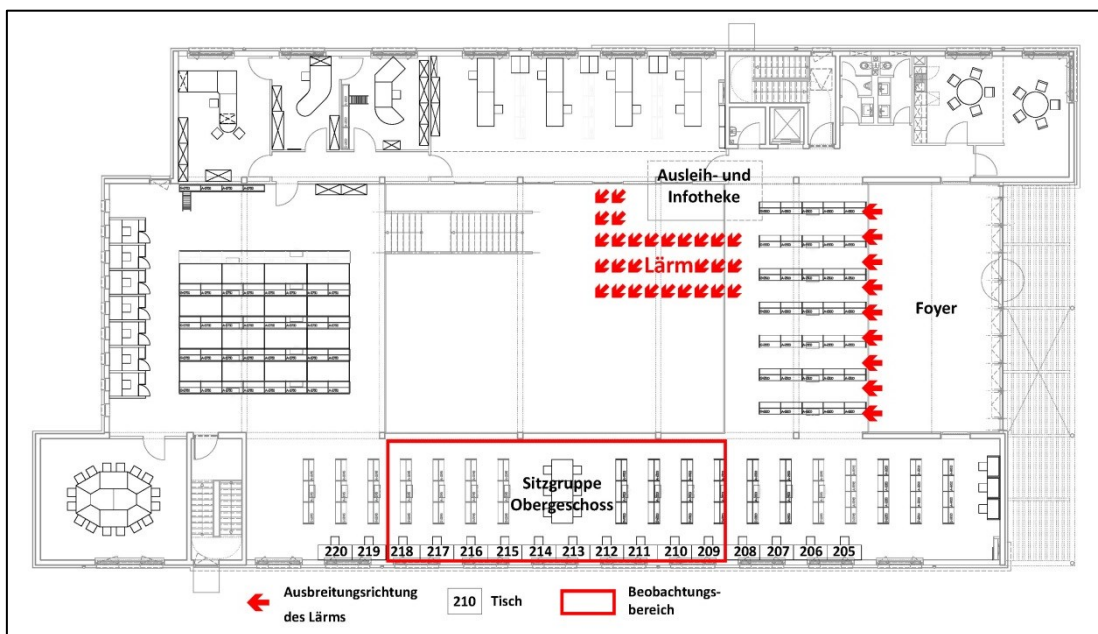 Ausleih- und
Infotheke
Lärm
Foyer
Sitzgruppe
Obergeschoss
220 219 218 217 216 215 214 213 212 211 210 209 208 207 206 205
Ausbreitungsrichtung
des Lärms
210 Tisch
Beobachtungs-
bereich